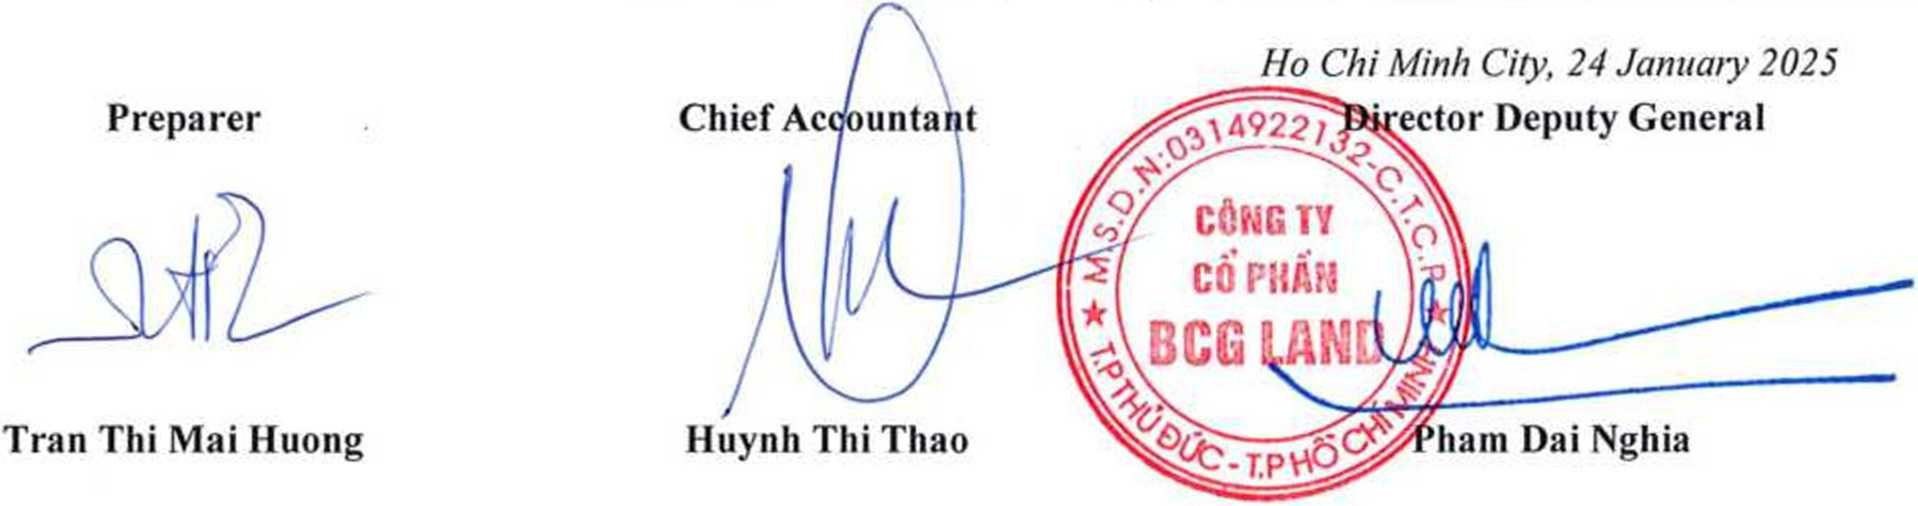 Ho Chi Minh City, 24 January 2025
Preparer
Chief Accountant
Director Deputy General
M.S.D.N:0314922132-C.T.C.P
CÔNG TY
CỔ PHẦN
BCG LAND
T.P THỦ ĐỨC - T.P HỒ CHÍ MINH
Tran Thi Mai Huong
Huynh Thi Thao
Pham Dai Nghia